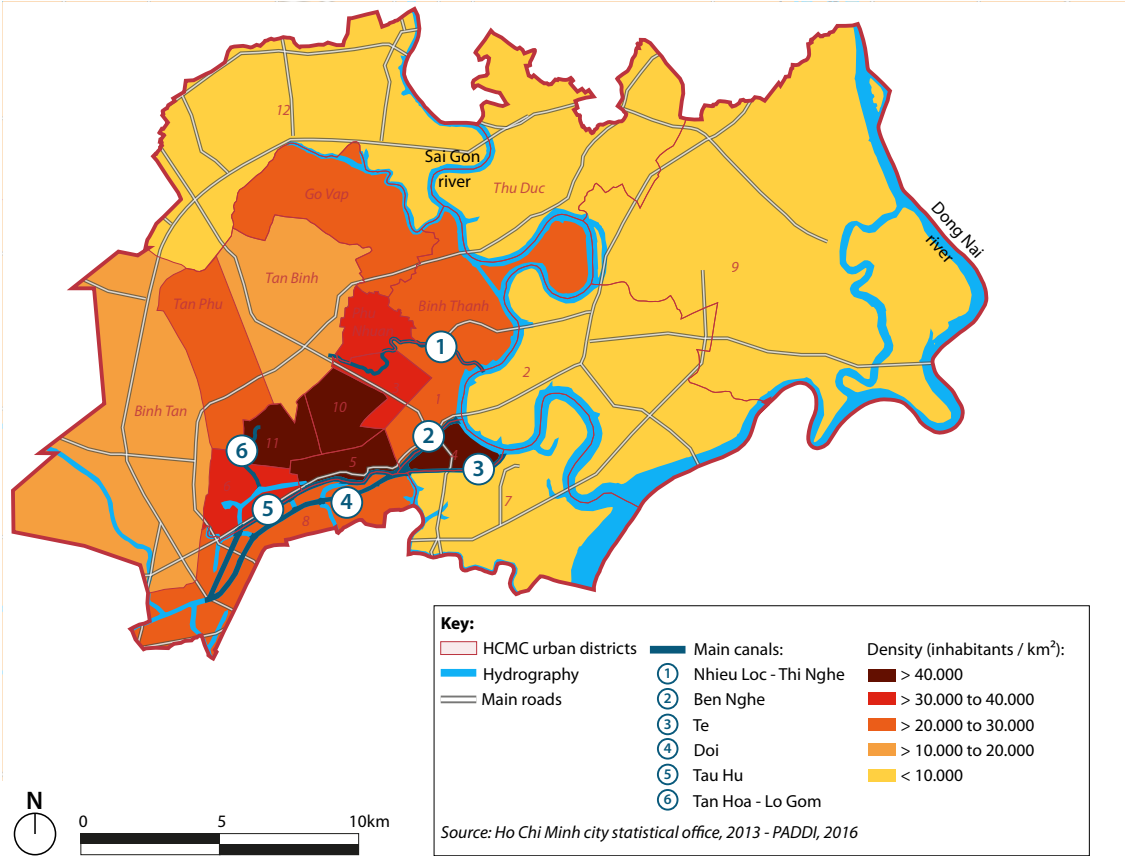 12
Sai Gon
river
Thu Duc
Go Vap
Dong Nai
river
Tan Binh
9
Tan Phu
Binh Thanh
1
2
Binh Tan
10
1
11
2
6
5
4
3
5
4
7
8
Key:
HCMC urban districts
Hydrography
Main roads
Main canals:
1 Nhieu Loc - Thi Nghe
2 Ben Nghe
3 Te
4 Doi
5 Tau Hu
6 Tan Hoa - Lo Gom
Density (inhabitants / km²):
> 40.000
> 30.000 to 40.000
> 20.000 to 30.000
> 10.000 to 20.000
< 10.000
Source: Ho Chi Minh city statistical office, 2013 - PADDI, 2016
N
0 5 10km